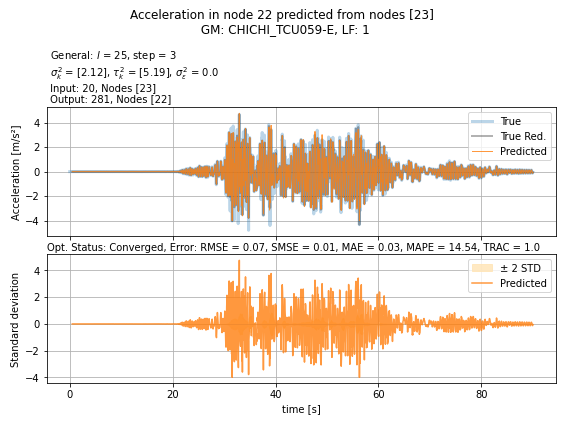 Acceleration in node 22 predicted from nodes [23]
GM: CHICHI_TCU059-E, LF: 1
General: l = 25, step = 3
σ²ₖ = [2.12], τ²ₖ = [5.19], σ²ε = 0.0
Input: 20, Nodes [23]
Output: 281, Nodes [22]
Acceleration [m/s²]
4
2
0
−2
−4
True
True Red.
Predicted
Opt. Status: Converged, Error: RMSE = 0.07, SMSE = 0.01, MAE = 0.03, MAPE = 14.54, TRAC = 1.0
Standard deviation
4
2
0
−2
−4
± 2 STD
Predicted
0 20 40 60 80
time [s]